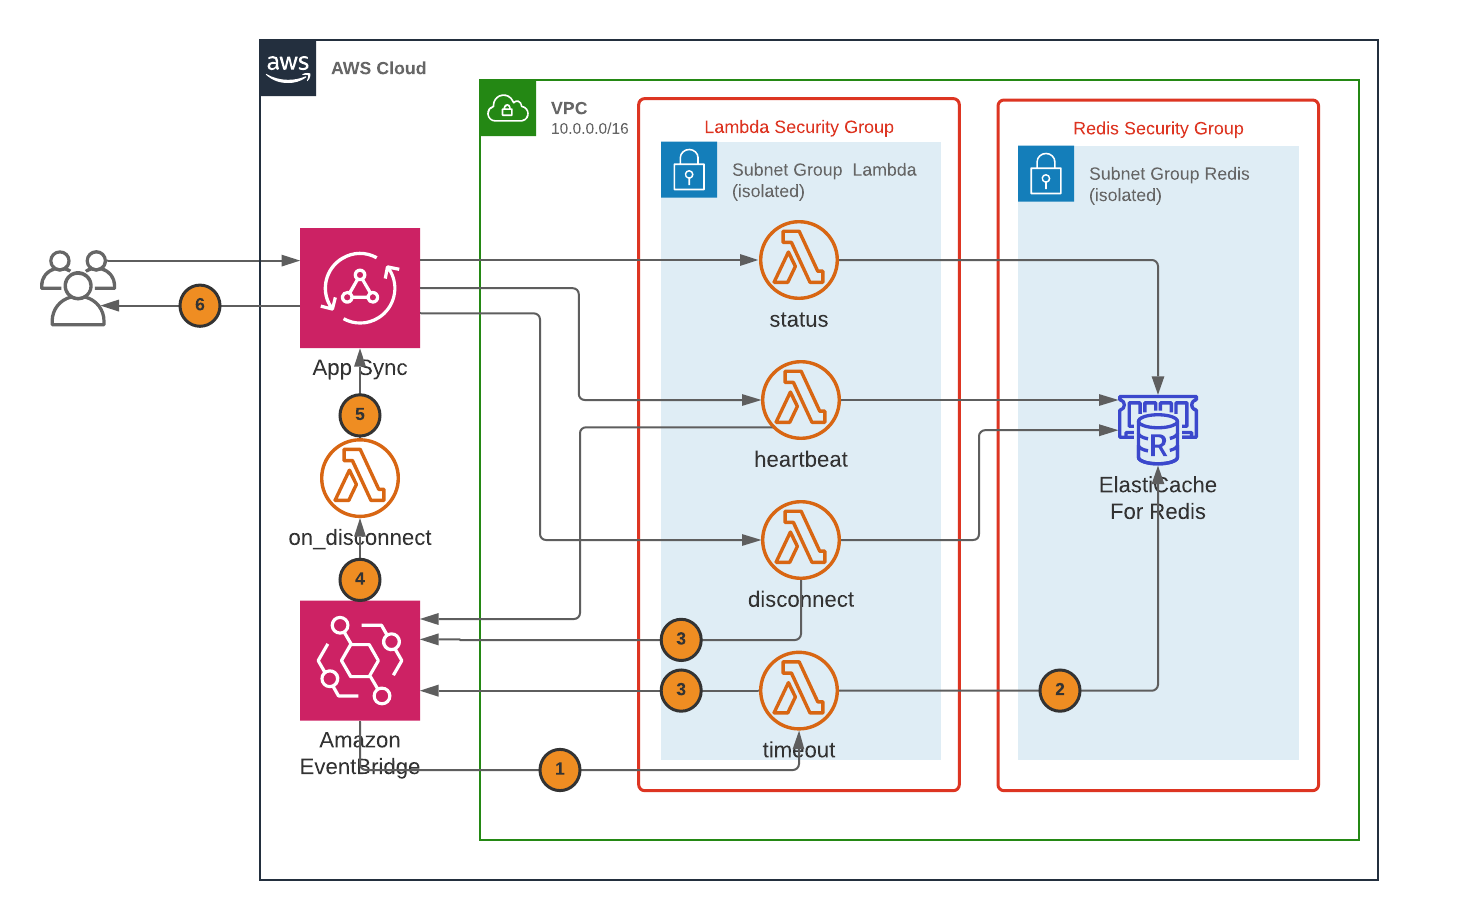 aws
AWS Cloud
VPC
10.0.0.0/16
Lambda Security Group
Redis Security Group
Subnet Group Lambda
(isolated)
Subnet Group Redis
(isolated)
status
6
App Sync
5
heartbeat
R
ElastiCache
For Redis
on_disconnect
4
disconnect
3
3
2
Amazon
EventBridge
timeout
1